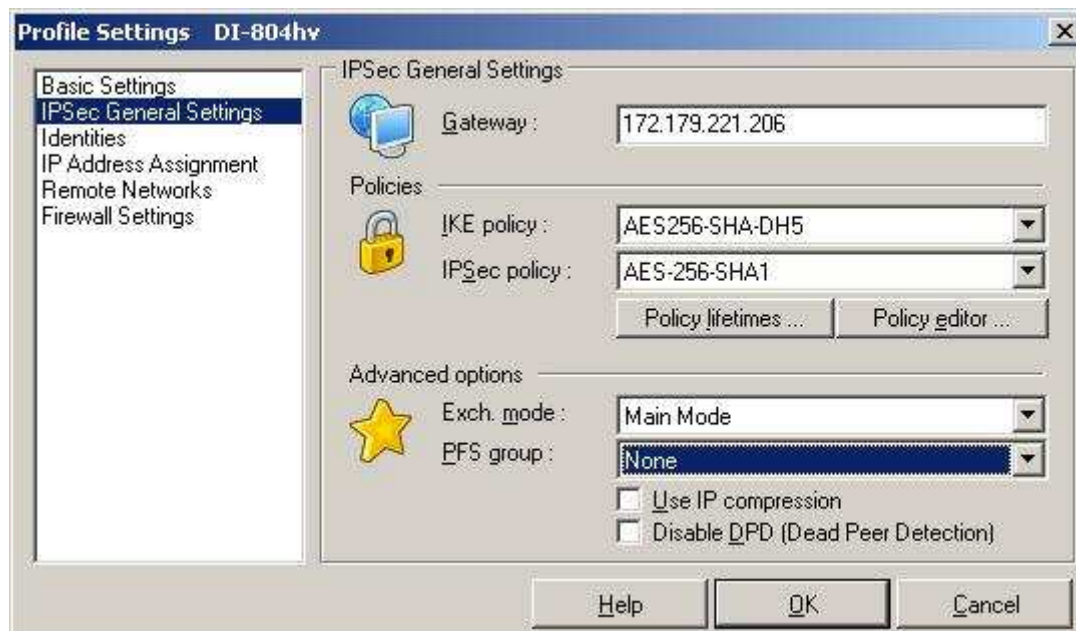 Profile Settings DI-804hv
Basic Settings
IPSec General Settings
Identities
IP Address Assignment
Remote Networks
Firewall Settings
IPSec General Settings
Gateway : 172.179.221.206
Policies
IKE policy : AES256-SHA-DH5
IPSec policy : AES-256-SHA1
Policy lifetimes ... Policy editor ...
Advanced options
Exch. mode : Main Mode
PFS group : None
Use IP compression
Disable DPD (Dead Peer Detection)
Help OK Cancel